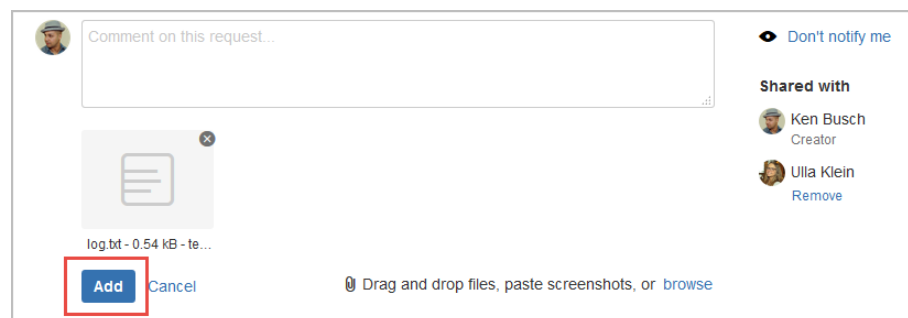 Comment on this request...
Don't notify me
Shared with
Ken Busch
Creator
Ulla Klein
Remove
log.txt - 0.54 kB - te...
Add Cancel Drag and drop files, paste screenshots, or browse